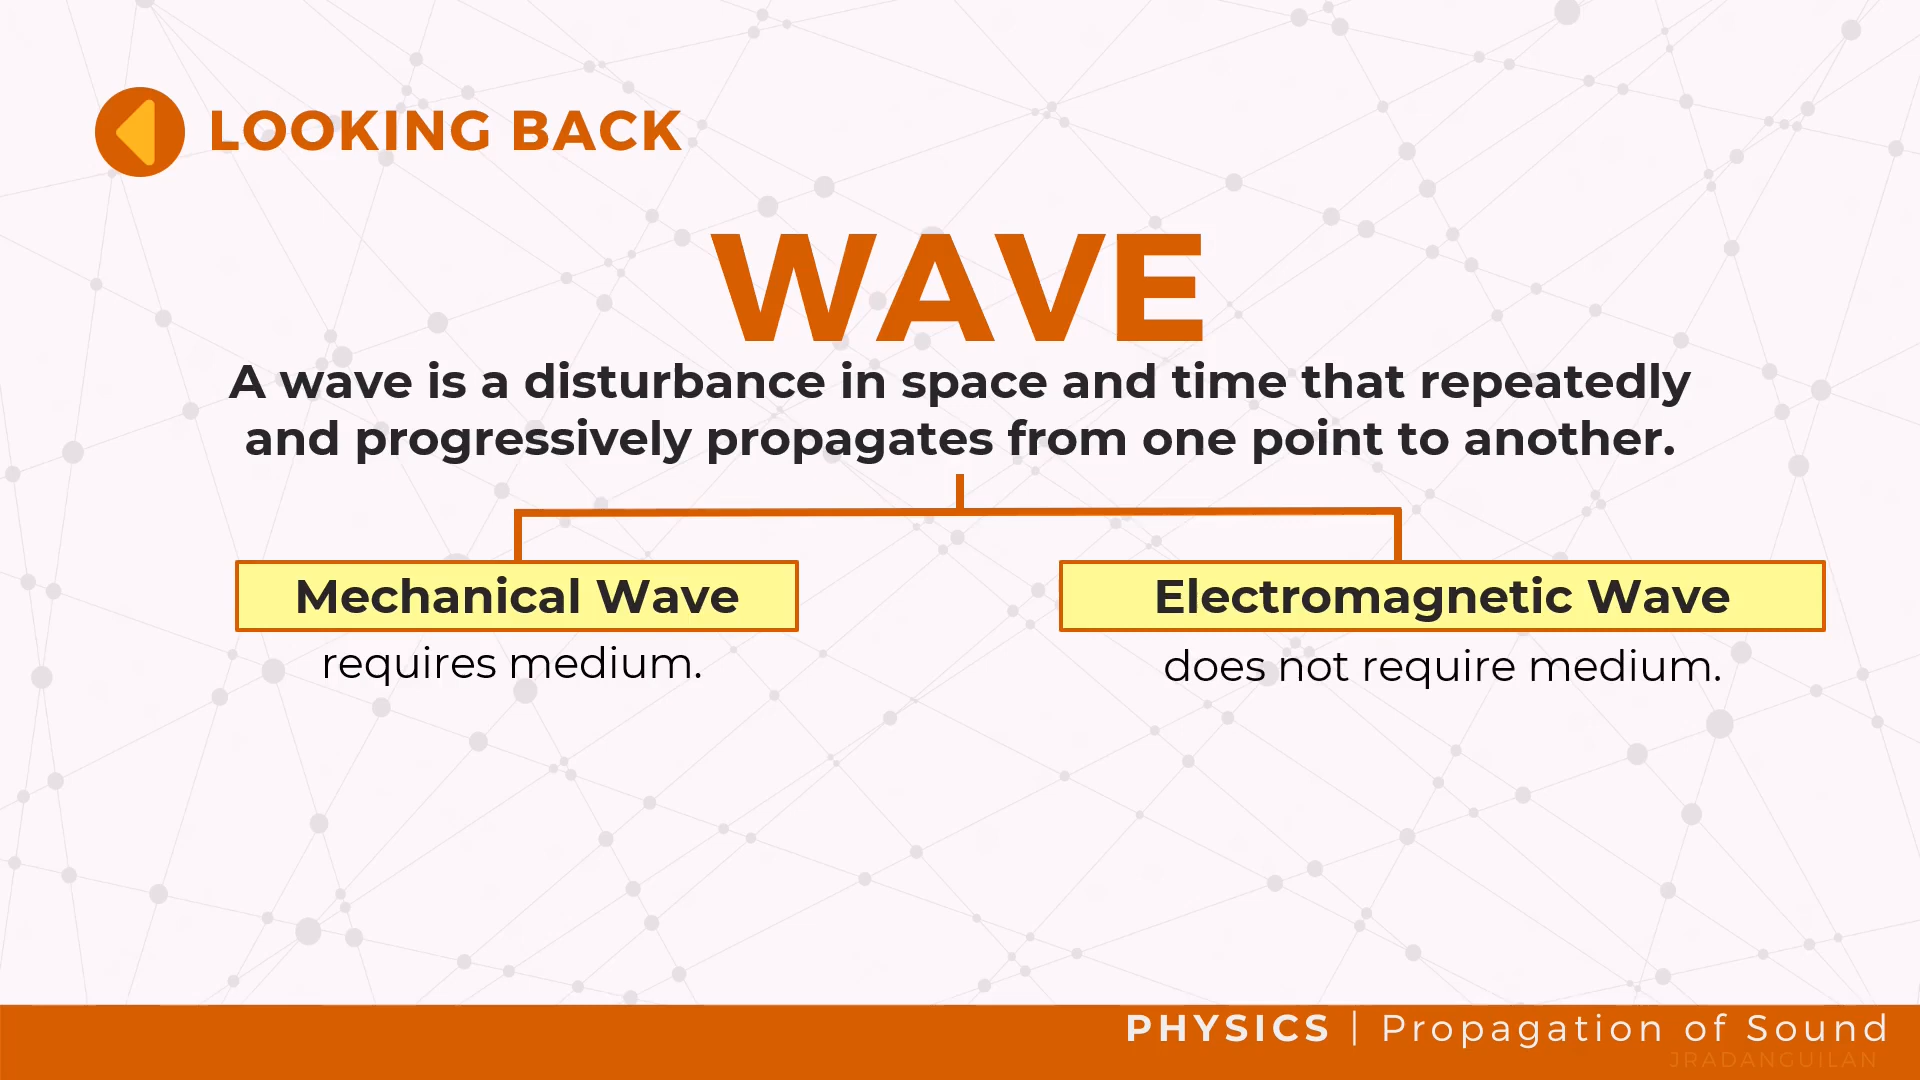 LOOKING BACK
WAVE
A wave is a disturbance in space and time that repeatedly
and progressively propagates from one point to another.
Mechanical Wave
requires medium.
Electromagnetic Wave
does not require medium.
PHYSICS | Propagation of Sound
JRADANGUILAN